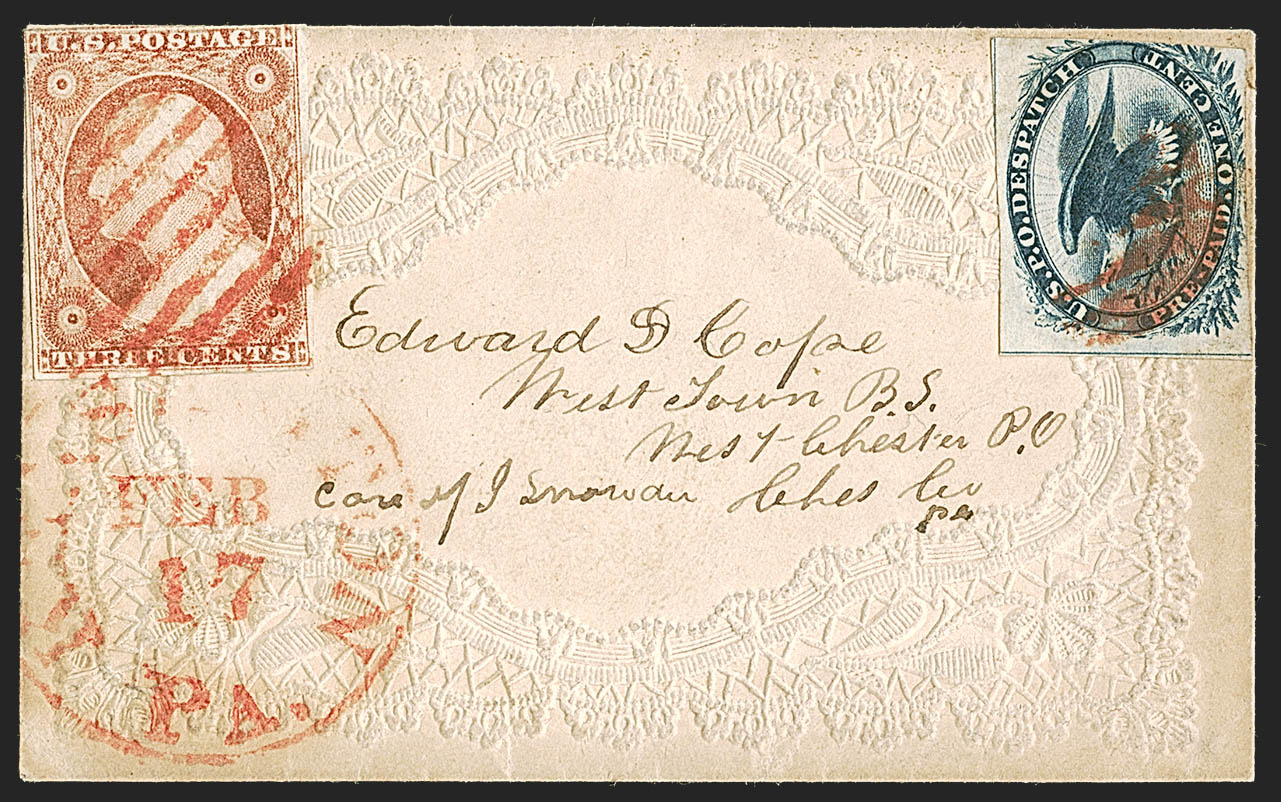 U.S. POSTAGE
THREE CENTS
U.S.P.O. DESPATCH
PRE-PAID. ONE CENT
Edward D Cope
West Town B.S.
West Chester P.O
care of J Snowdon Ches Co
pa
FEB
17
PA.